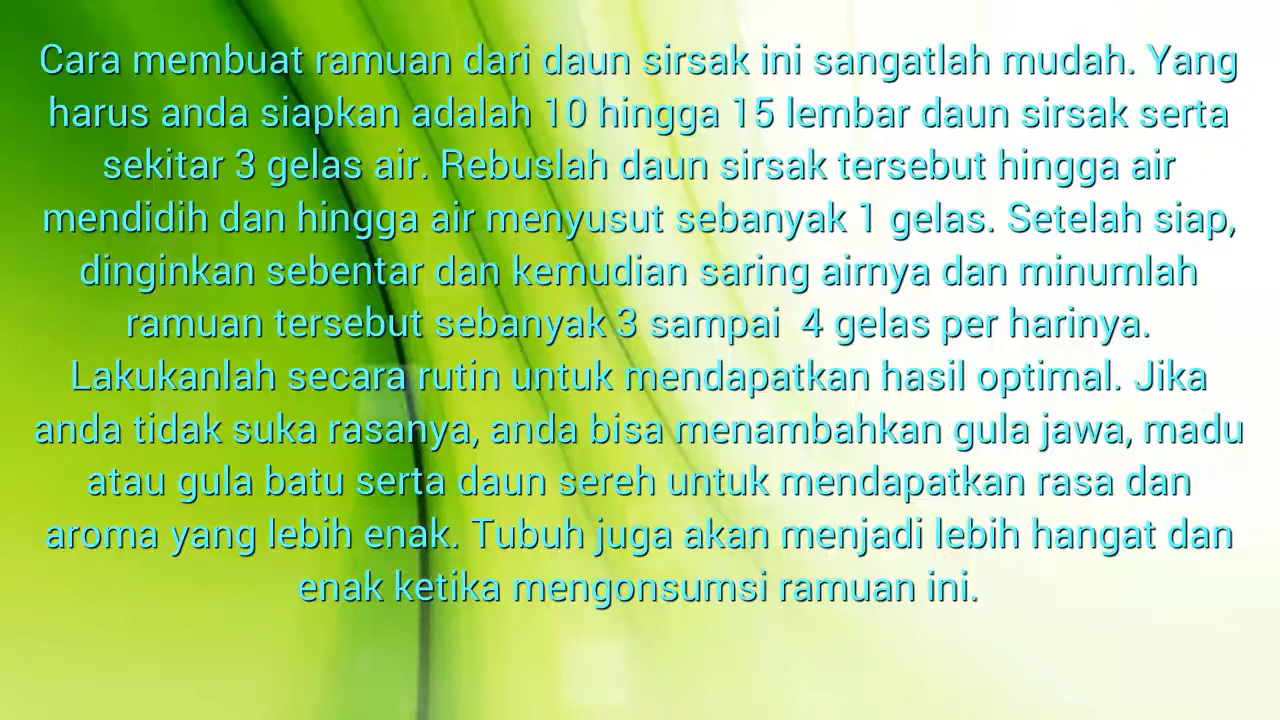 Cara membuat ramuan dari daun sirsak ini sangatlah mudah. Yang
harus anda siapkan adalah 10 hingga 15 lembar daun sirsak serta
sekitar 3 gelas air. Rebuslah daun sirsak tersebut hingga air
mendidih dan hingga air menyusut sebanyak 1 gelas. Setelah siap,
dinginkan sebentar dan kemudian saring airnya dan minumlah
ramuan tersebut sebanyak 3 sampai  4 gelas per harinya.
Lakukanlah secara rutin untuk mendapatkan hasil optimal. Jika
anda tidak suka rasanya, anda bisa menambahkan gula jawa, madu
atau gula batu serta daun sereh untuk mendapatkan rasa dan
aroma yang lebih enak. Tubuh juga akan menjadi lebih hangat dan
enak ketika mengonsumsi ramuan ini.